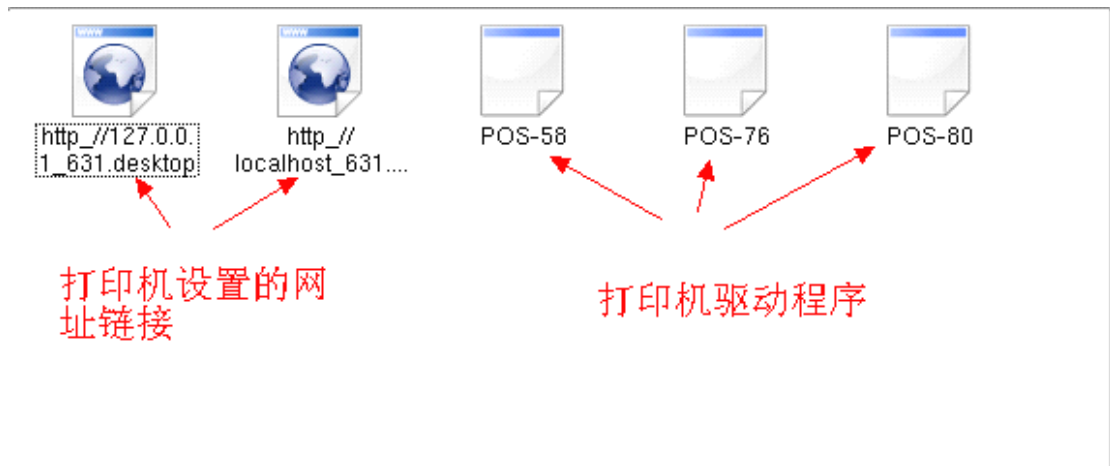 http_//127.0.0.
1_631.desktop
http_//
localhost_631....
POS-58
POS-76
POS-80
打印机设置的网
址链接
打印机驱动程序